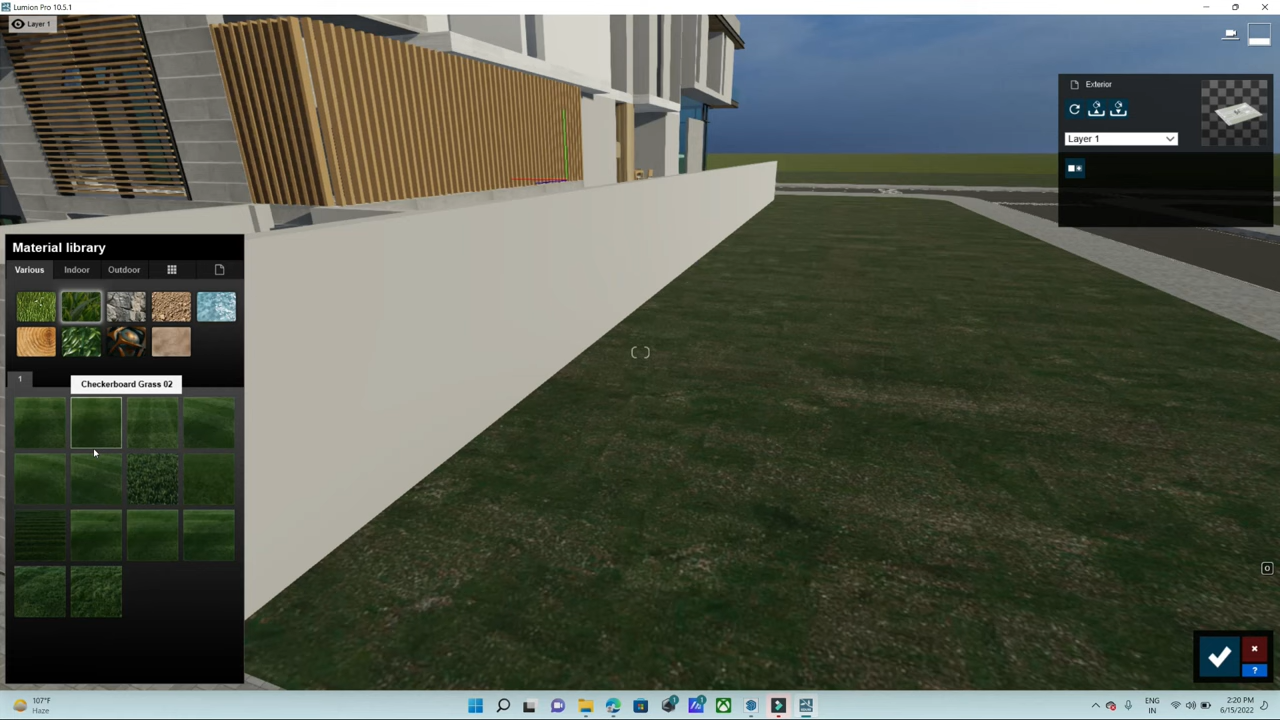 Lumion Pro 10.5.1
Layer 1
Exterior
Layer 1
Material library
Various
Indoor
Outdoor
1
Checkerboard Grass 02
?
107°F
Haze
ENG
IN
2:20 PM
6/15/2022